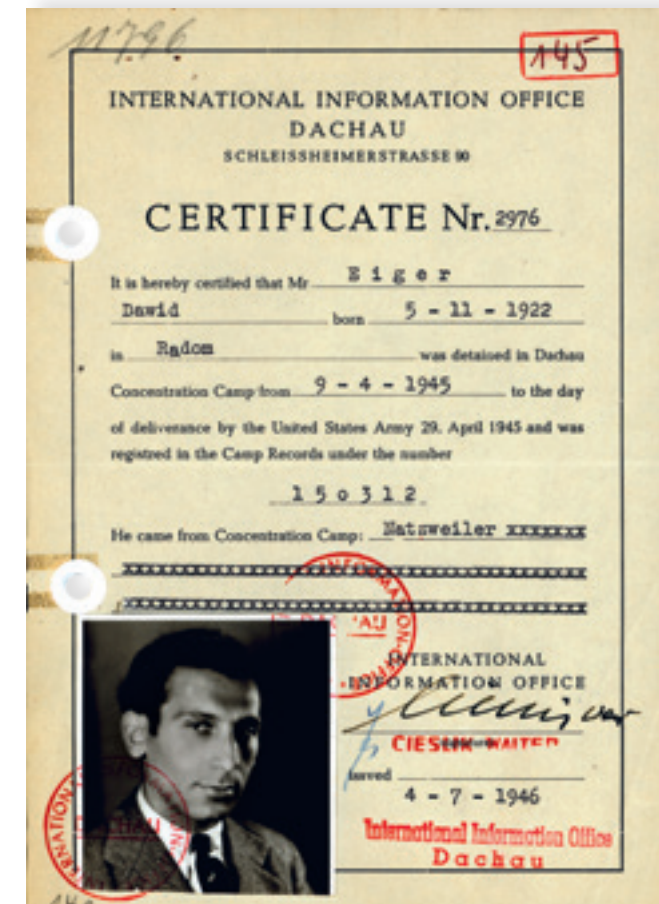 11796
145
INTERNATIONAL INFORMATION OFFICE
DACHAU
SCHLEISSHEIMERSTRASSE 90
CERTIFICATE Nr. 2976
It is hereby certified that Mr Eiger
Dawid born 5 - 11 - 1922
in Radom was detained in Dachau
Concentration Camp from 9 - 4 - 1945 to the day
of deliverance by the United States Army 29. April 1945 and was
registred in the Camp Records under the number
15o312
He came from Concentration Camp: Natsweiler xxxxxxx
INTERNATIONAL
INFORMATION OFFICE
CIESLIK WALTER
issued
4 - 7 - 1946
International Information Office
Dachau